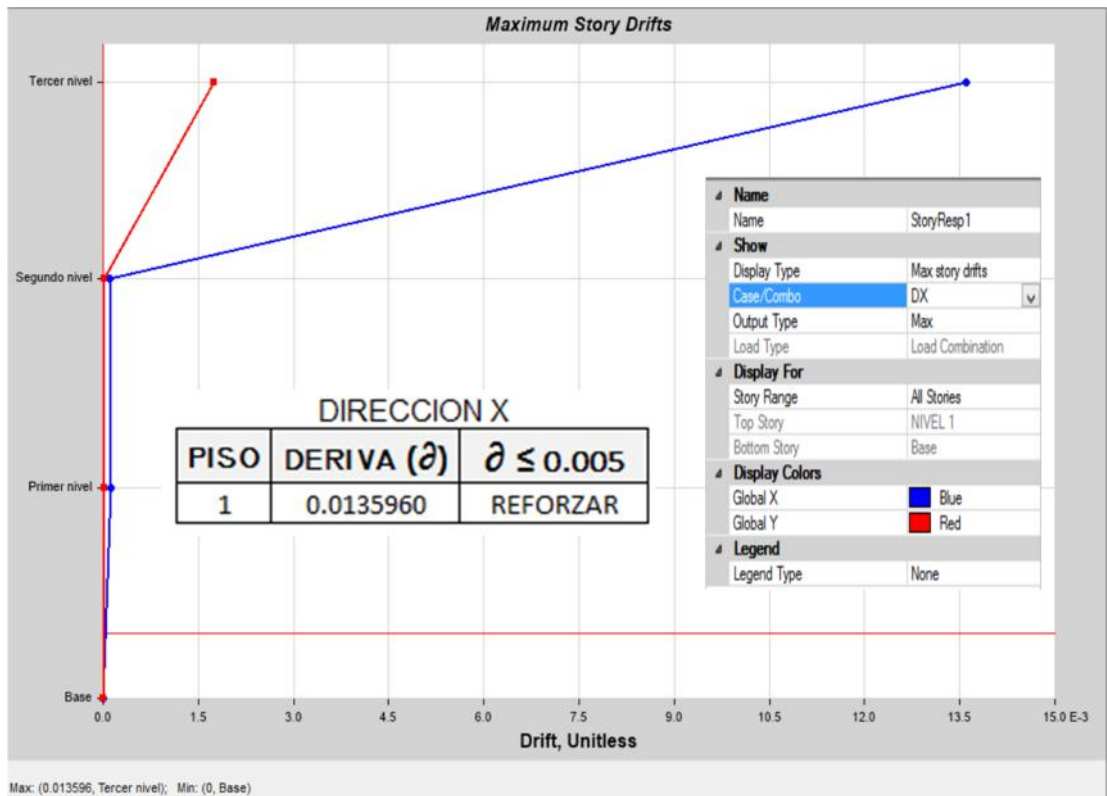 Maximum Story Drifts
Tercer nivel
Segundo nivel
Primer nivel
Base
DIRECCION X
PISO DERIVA (∂) ∂ ≤ 0.005
1 0.0135960 REFORZAR
Name
Name StoryResp1
Show
Display Type Max story drifts
Case/Combo DX
Output Type Max
Load Type Load Combination
Display For
Story Range All Stories
Top Story NIVEL 1
Bottom Story Base
Display Colors
Global X Blue
Global Y Red
Legend
Legend Type None
0.0 1.5 3.0 4.5 6.0 7.5 9.0 10.5 12.0 13.5 15.0 E-3
Drift, Unitless
Max: (0.013596, Tercer nivel); Min: (0, Base)